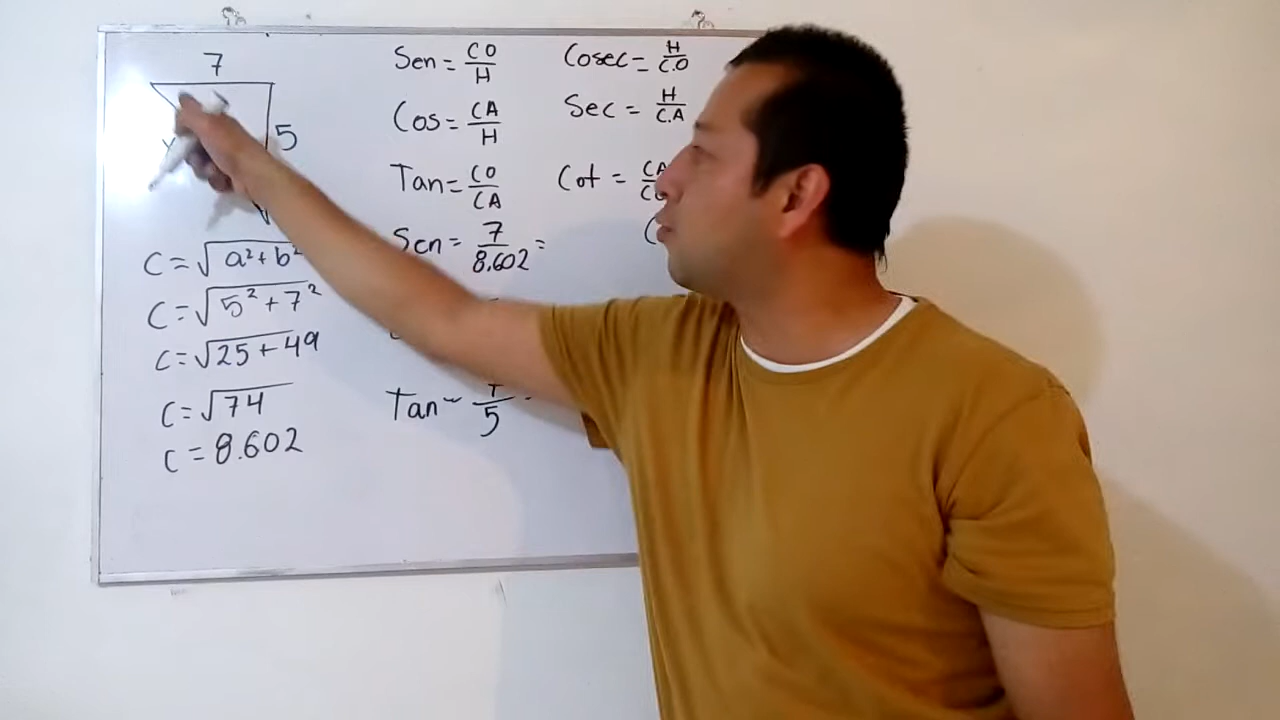 7
5
C = √a²+b²
C = √5²+7²
C = √25+49
C = √74
C = 8.602
Sen = CO/H
Cos = CA/H
Tan = CO/CA
Sen = 7/8.602 =
Tan = 7/5
Cosec = H/C.O
Sec = H/C.A
Cot =